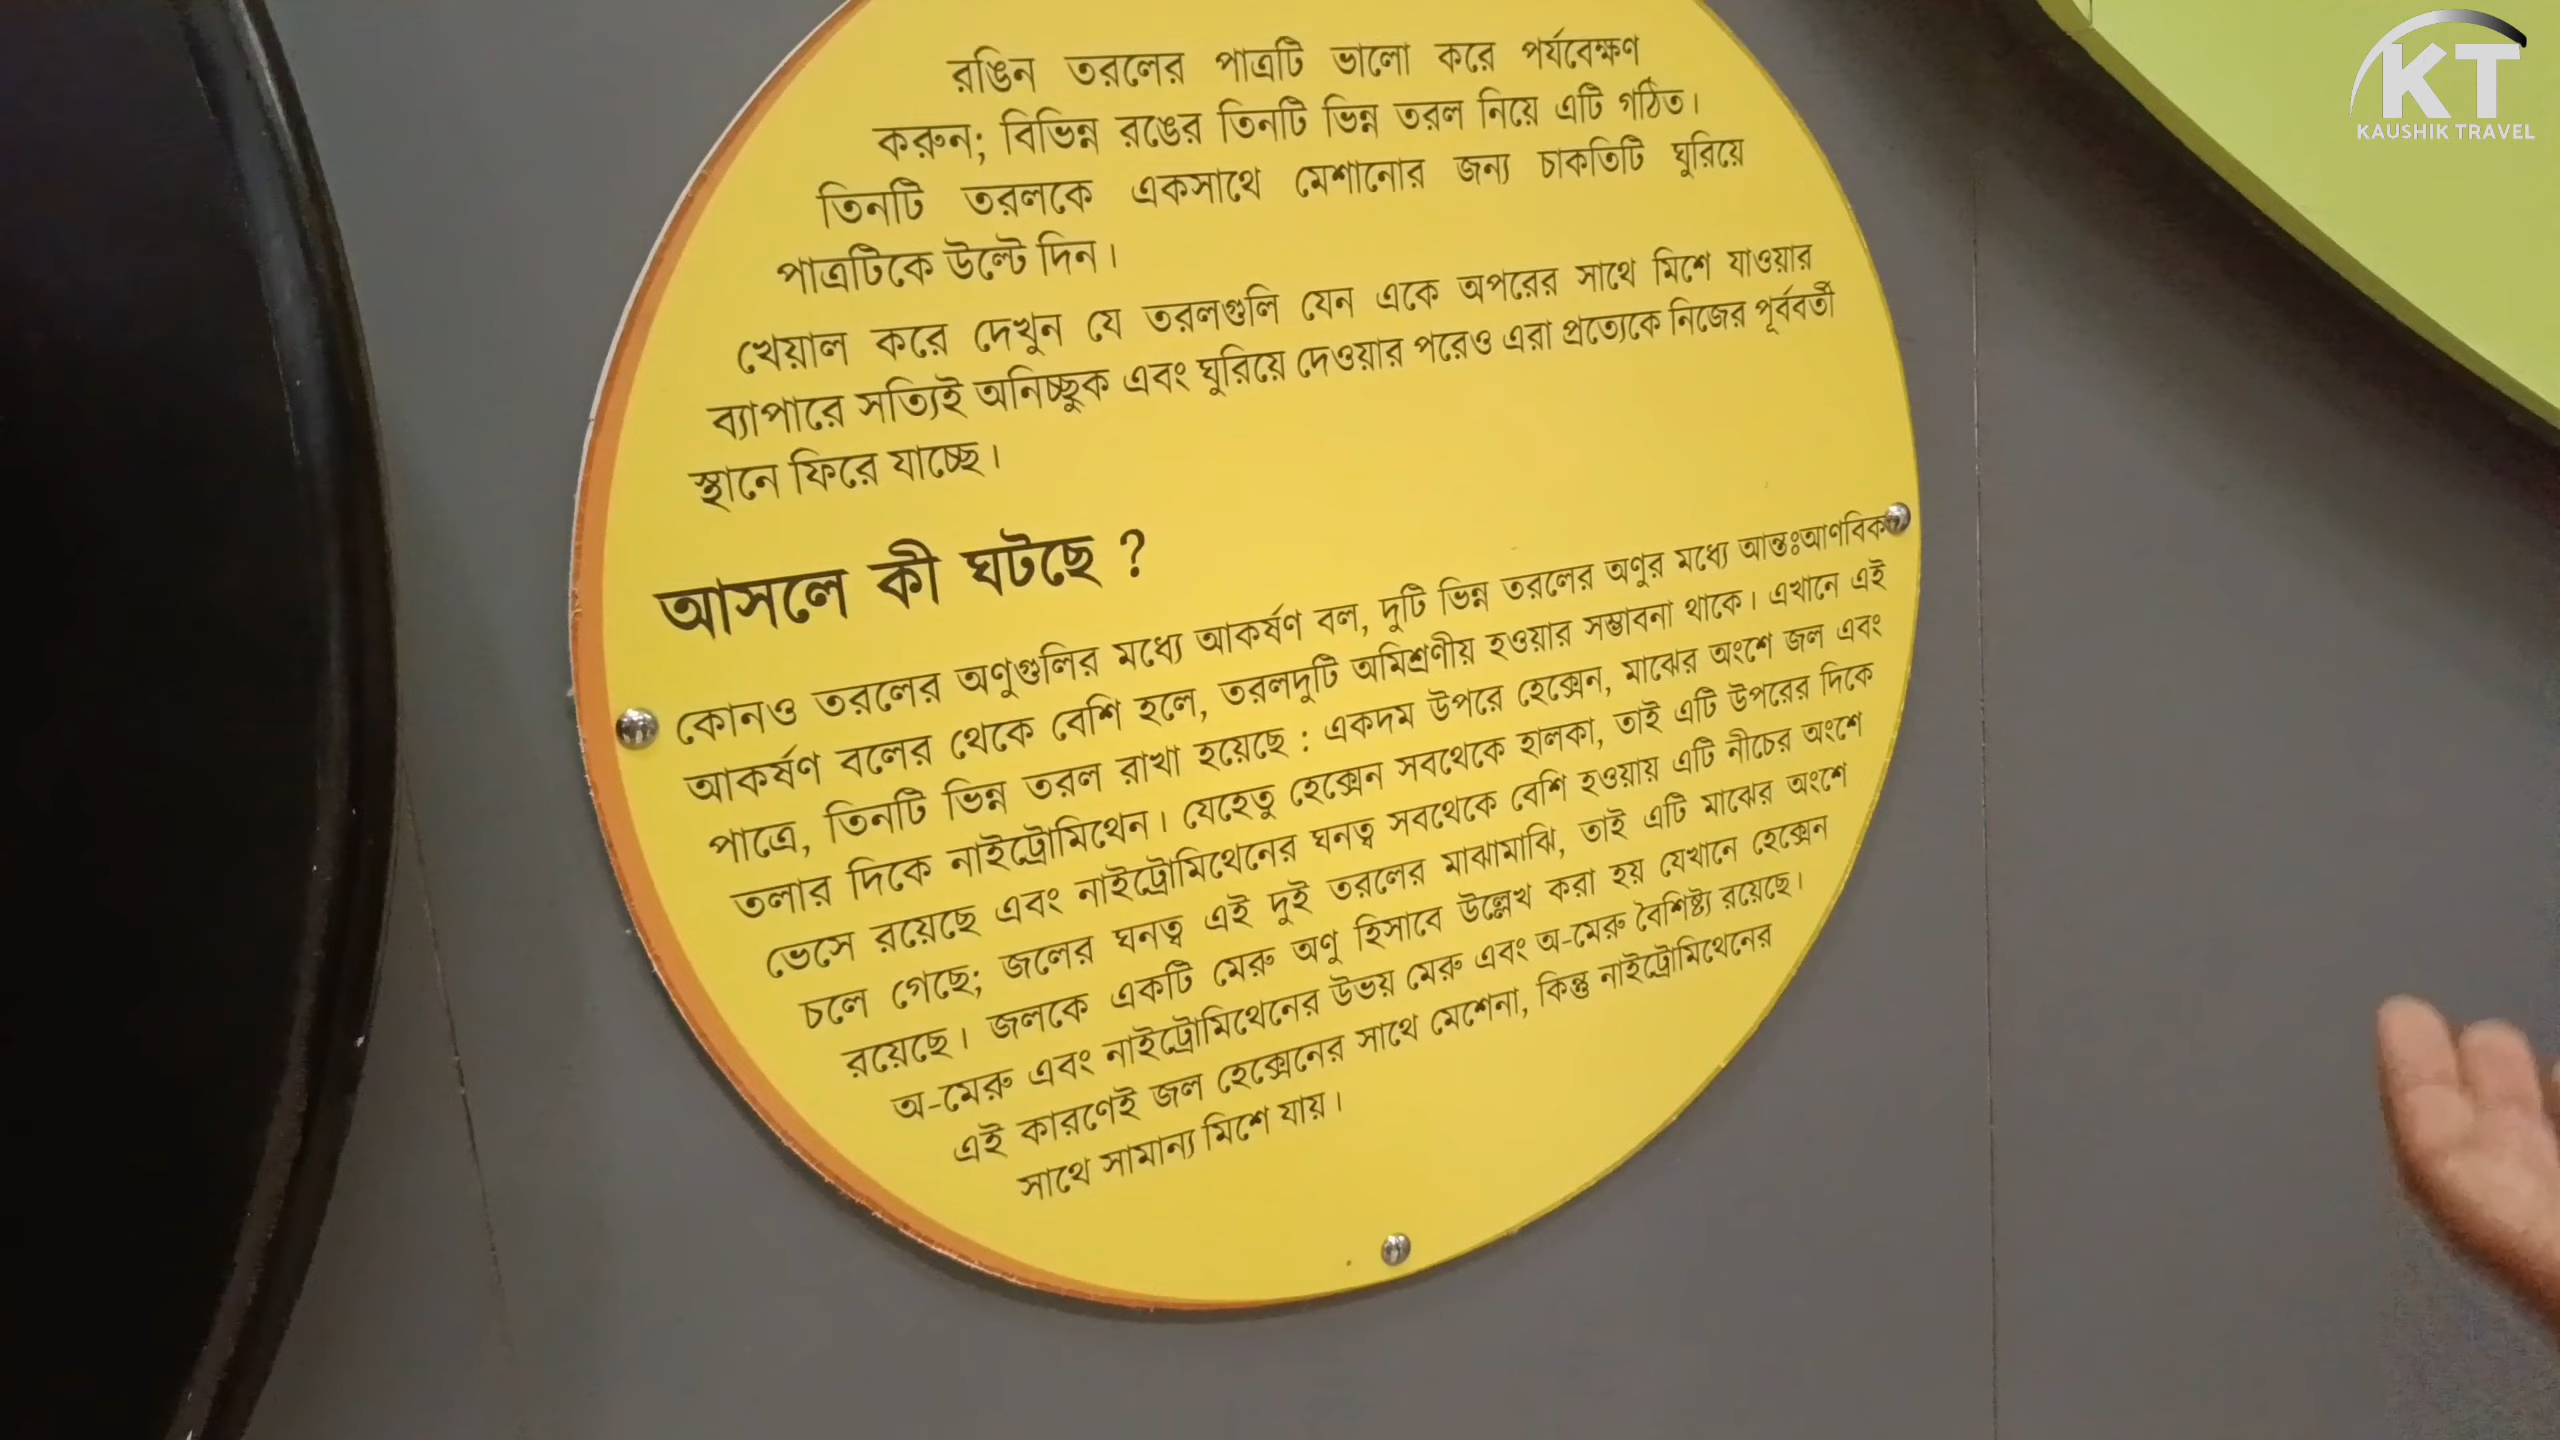 KT
KAUSHIK TRAVEL
রঙিন তরলের পাত্রটি ভালো করে পর্যবেক্ষণ
করুন; বিভিন্ন রঙের তিনটি ভিন্ন তরল নিয়ে এটি গঠিত।
তিনটি তরলকে একসাথে মেশানোর জন্য চাকতিটি ঘুরিয়ে
পাত্রটিকে উল্টে দিন।
খেয়াল করে দেখুন যে তরলগুলি যেন একে অপরের সাথে মিশে যাওয়ার
ব্যাপারে সত্যিই অনিচ্ছুক এবং ঘুরিয়ে দেওয়ার পরেও এরা প্রত্যেকে নিজের পূর্ববর্তী
স্থানে ফিরে যাচ্ছে।
আসলে কী ঘটছে ?
কোনও তরলের অণুগুলির মধ্যে আকর্ষণ বল, দুটি ভিন্ন তরলের অণুর মধ্যে আন্তঃআণবিক
আকর্ষণ বলের থেকে বেশি হলে, তরলদুটি অমিশ্রণীয় হওয়ার সম্ভাবনা থাকে। এখানে এই
পাত্রে, তিনটি ভিন্ন তরল রাখা হয়েছে : একদম উপরে হেক্সেন, মাঝের অংশে জল এবং
তলার দিকে নাইট্রোমিথেন। যেহেতু হেক্সেন সবথেকে হালকা, তাই এটি উপরের দিকে
ভেসে রয়েছে এবং নাইট্রোমিথেনের ঘনত্ব সবথেকে বেশি হওয়ায় এটি নীচের অংশে
চলে গেছে; জলের ঘনত্ব এই দুই তরলের মাঝামাঝি, তাই এটি মাঝের অংশে
রয়েছে। জলকে একটি মেরু অণু হিসাবে উল্লেখ করা হয় যেখানে হেক্সেন
অ-মেরু এবং নাইট্রোমিথেনের উভয় মেরু এবং অ-মেরু বৈশিষ্ট্য রয়েছে।
এই কারণেই জল হেক্সেনের সাথে মেশেনা, কিন্তু নাইট্রোমিথেনের
সাথে সামান্য মিশে যায়।